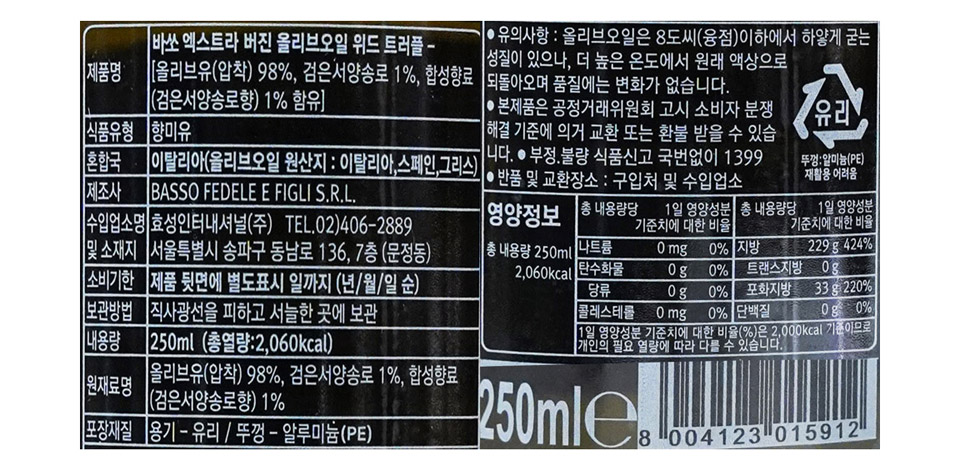 제품명
바쏘 엑스트라 버진 올리브오일 위드 트러플 -
[올리브유(압착) 98%, 검은서양송로 1%, 합성향료
(검은서양송로향) 1% 함유]
식품유형 향미유
혼합국 이탈리아(올리브오일 원산지 : 이탈리아,스페인,그리스)
제조사 BASSO FEDELE E FIGLI S.R.L.
수입업소명 효성인터내셔널(주) TEL.02)406-2889
및 소재지 서울특별시 송파구 동남로 136, 7층 (문정동)
소비기한 제품 뒷면에 별도표시 일까지 (년/월/일 순)
보관방법 직사광선을 피하고 서늘한 곳에 보관
내용량 250ml (총열량:2,060kcal)
원재료명
올리브유(압착) 98%, 검은서양송로 1%, 합성향료
(검은서양송로향) 1%
포장재질 용기 - 유리 / 뚜껑 - 알루미늄(PE)
• 유의사항 : 올리브오일은 8도씨(융점)이하에서 하얗게 굳는
성질이 있으나, 더 높은 온도에서 원래 액상으로
되돌아오며 품질에는 변화가 없습니다.
• 본제품은 공정거래위원회 고시 소비자 분쟁
해결 기준에 의거 교환 또는 환불 받을 수 있습
니다. • 부정.불량 식품신고 국번없이 1399
• 반품 및 교환장소 : 구입처 및 수입업소
유리
뚜껑:알미늄(PE)
재활용 어려움
영양정보
총 내용량 250ml
2,060kcal
총 내용량당 1일 영양성분
기준치에 대한 비율
총 내용량당 1일 영양성분
기준치에 대한 비율
나트륨 0 mg 0% 지방 229 g 424%
탄수화물 0 g 0% 트랜스지방 0 g
당류 0 g 0% 포화지방 33 g 220%
콜레스테롤 0 mg 0% 단백질 0 g 0%
1일 영양성분 기준치에 대한 비율(%)은 2,000kcal 기준이므로
개인의 필요 열량에 따라 다를 수 있습니다.
250ml e
8 004123 015912